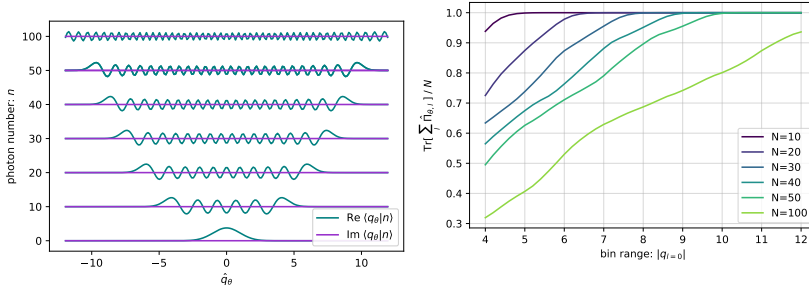 photon number: n
100
50
40
30
20
10
0
Re ⟨q_θ|n⟩
Im ⟨q_θ|n⟩
−10 −5 0 5 10
q̂_θ
Tr[ ∑_i Π̂_{θ,i} ] / N
1.0
0.9
0.8
0.7
0.6
0.5
0.4
0.3
N=10
N=20
N=30
N=40
N=50
N=100
4 5 6 7 8 9 10 11 12
bin range: |q_{i=0}|